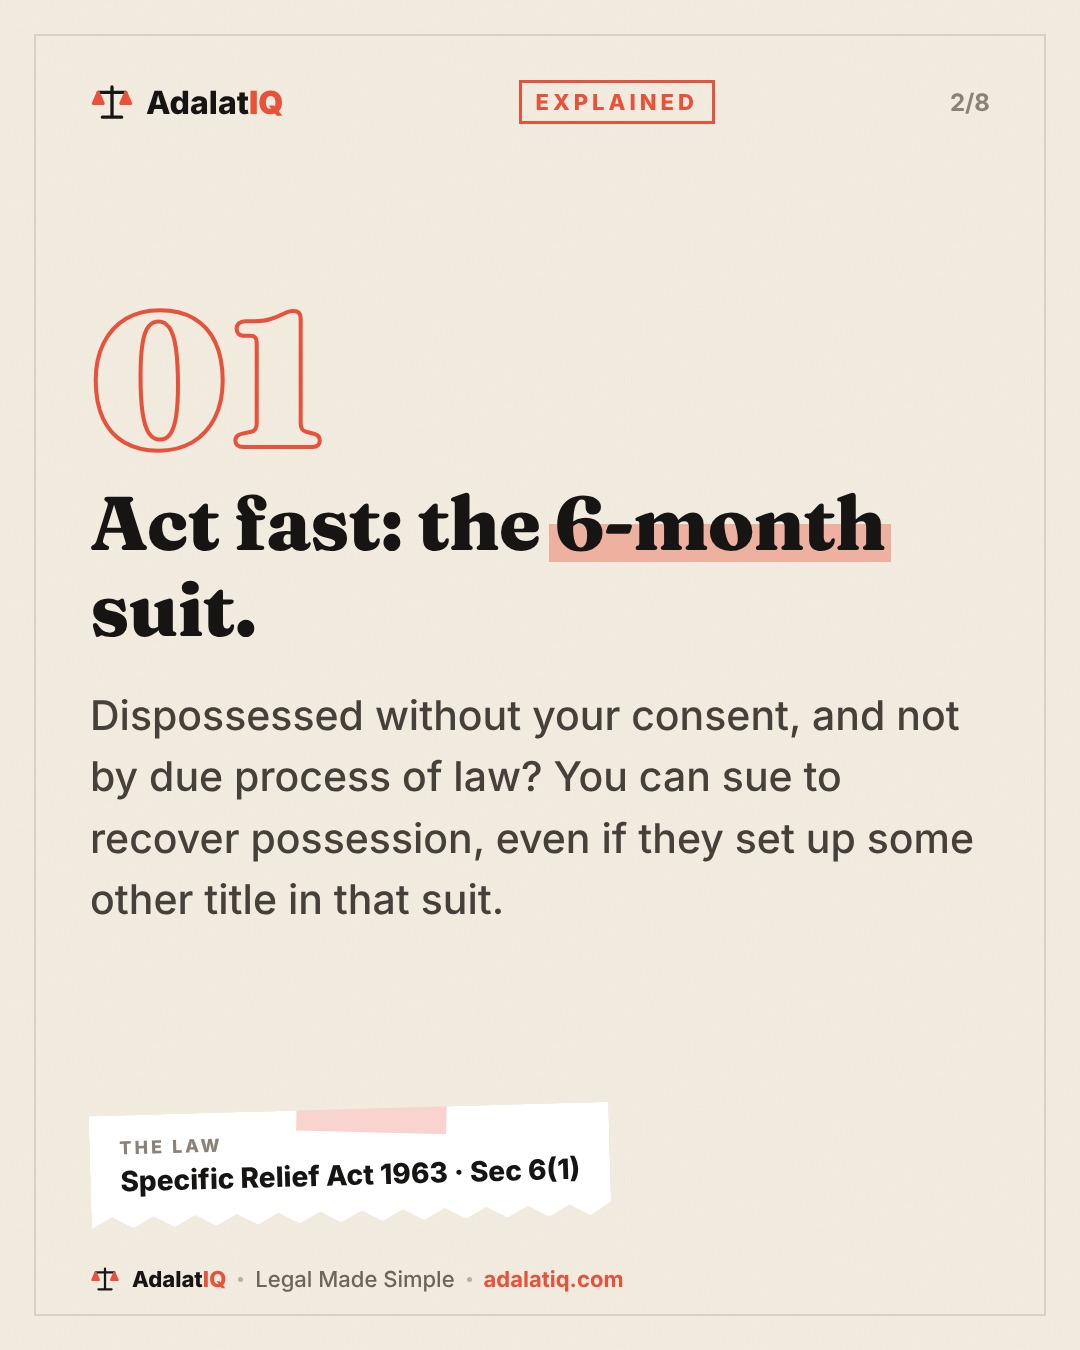 AdalatIQ
EXPLAINED
2/8
01
Act fast: the 6-month
suit.
Dispossessed without your consent, and not
by due process of law? You can sue to
recover possession, even if they set up some
other title in that suit.
THE LAW
Specific Relief Act 1963 · Sec 6(1)
AdalatIQ • Legal Made Simple • adalatiq.com